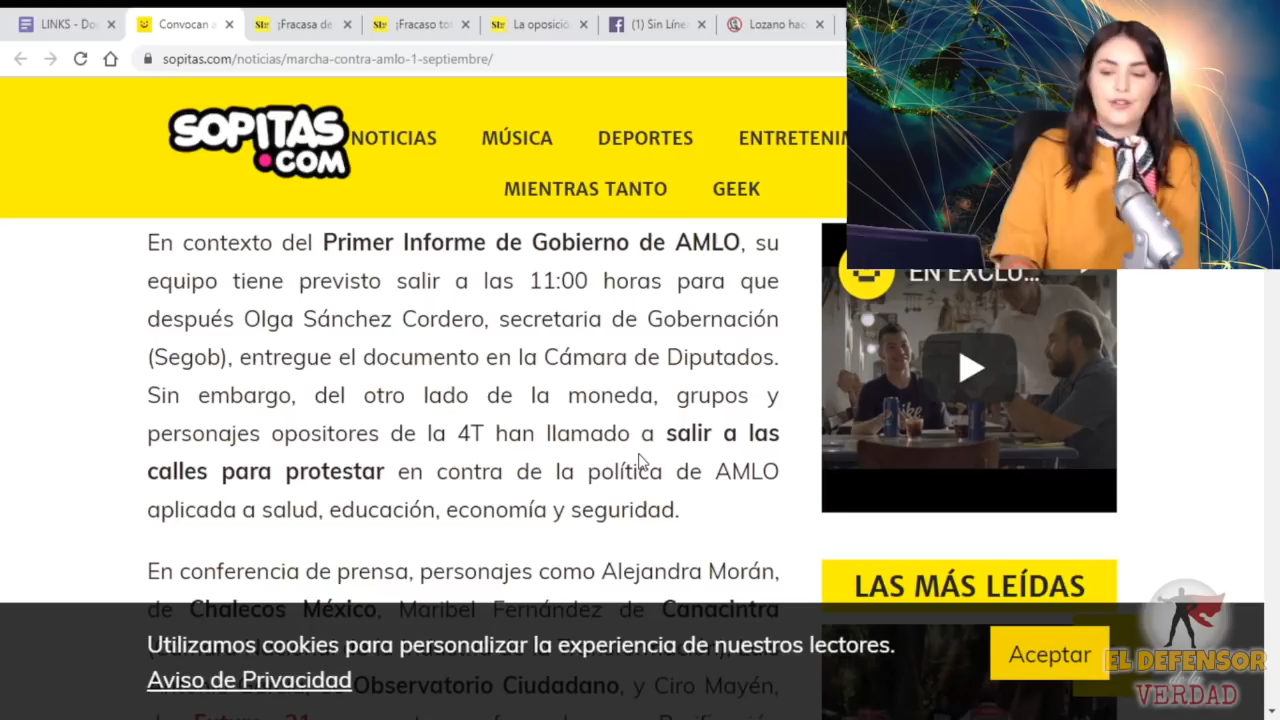 LINKS - Do
Convocan a
¡Fracasa de
¡Fracaso to
La oposició
(1) Sin Líne
Lozano hac
sopitas.com/noticias/marcha-contra-amlo-1-septiembre/
SOPITAS
.COM
NOTICIAS MÚSICA DEPORTES ENTRETENIM
MIENTRAS TANTO GEEK
En contexto del Primer Informe de Gobierno de AMLO, su
equipo tiene previsto salir a las 11:00 horas para que
después Olga Sánchez Cordero, secretaria de Gobernación
(Segob), entregue el documento en la Cámara de Diputados.
Sin embargo, del otro lado de la moneda, grupos y
personajes opositores de la 4T han llamado a salir a las
calles para protestar en contra de la política de AMLO
aplicada a salud, educación, economía y seguridad.
En conferencia de prensa, personajes como Alejandra Morán,
de Chalecos México, Maribel Fernández de Canacintra
Observatorio Ciudadano, y Ciro Mayén,
EN EXCLU...
LAS MÁS LEÍDAS
Utilizamos cookies para personalizar la experiencia de nuestros lectores.
Aviso de Privacidad
Aceptar
EL DEFENSOR
de la
VERDAD